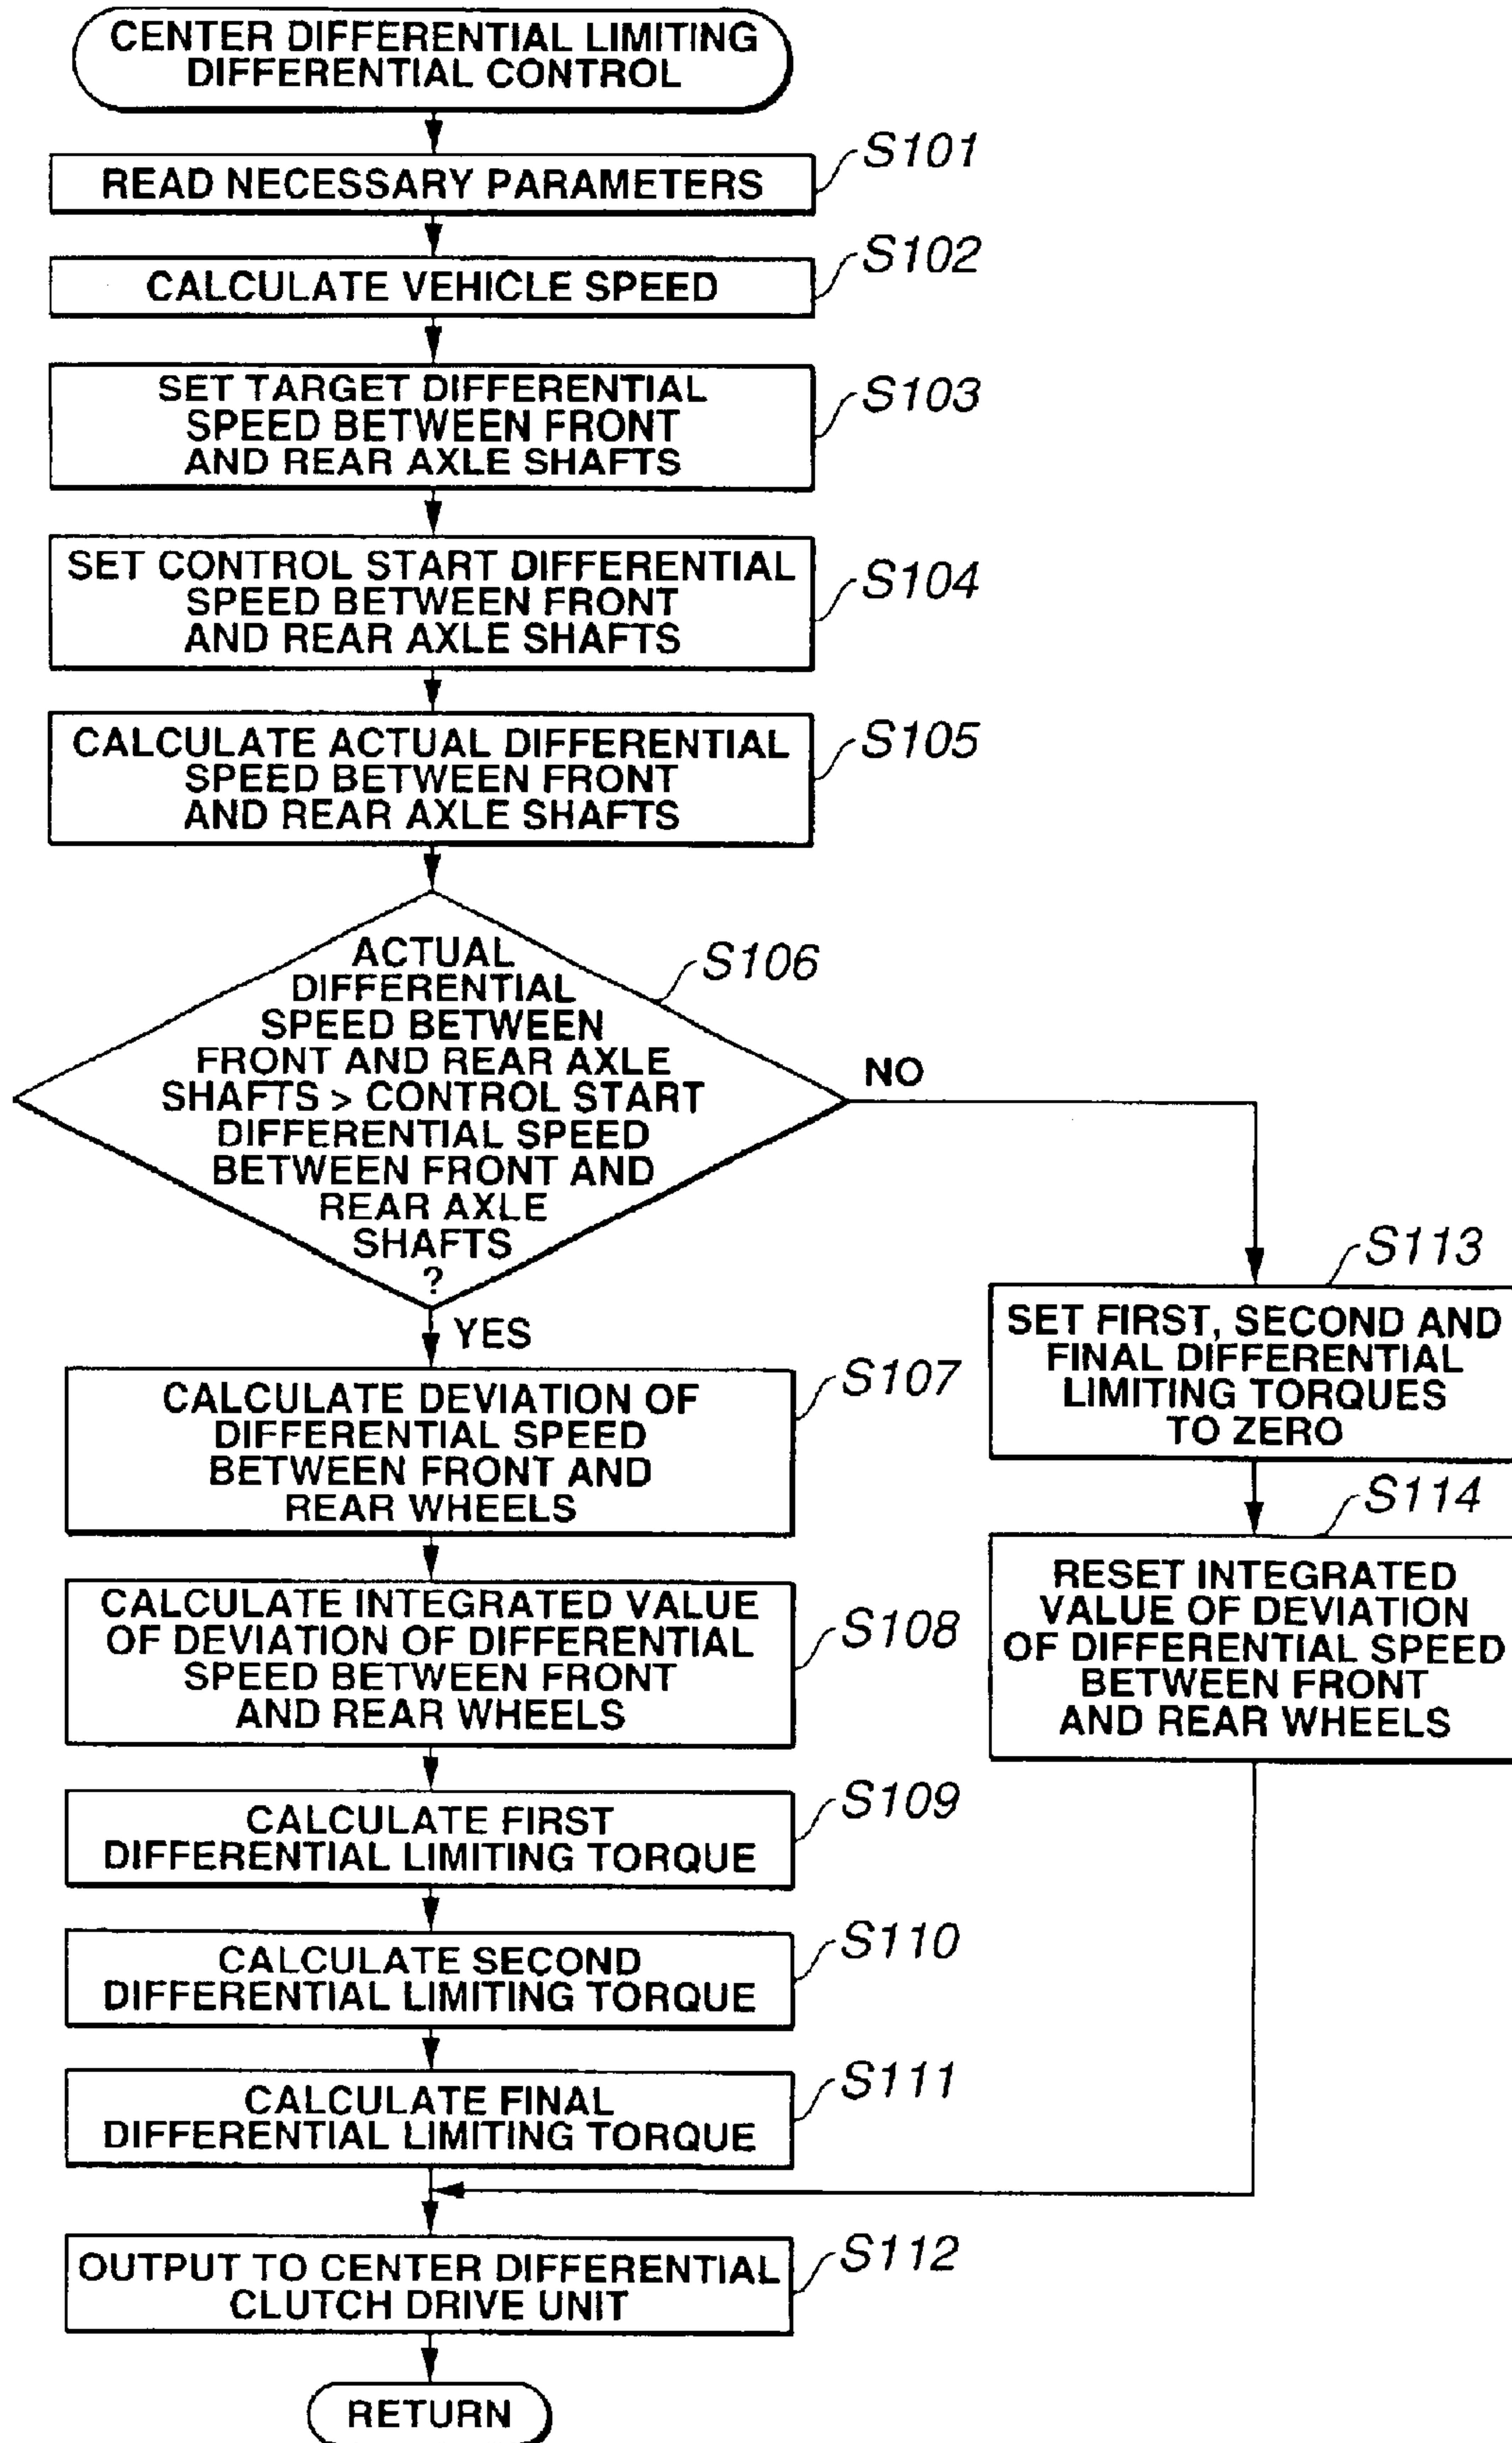 CENTER DIFFERENTIAL LIMITING
DIFFERENTIAL CONTROL
S101
READ NECESSARY PARAMETERS
S102
CALCULATE VEHICLE SPEED
S103
SET TARGET DIFFERENTIAL
SPEED BETWEEN FRONT
AND REAR AXLE SHAFTS
S104
SET CONTROL START DIFFERENTIAL
SPEED BETWEEN FRONT
AND REAR AXLE SHAFTS
S105
CALCULATE ACTUAL DIFFERENTIAL
SPEED BETWEEN FRONT
AND REAR AXLE SHAFTS
S106
ACTUAL
DIFFERENTIAL
SPEED BETWEEN
FRONT AND REAR AXLE
SHAFTS > CONTROL START
DIFFERENTIAL SPEED
BETWEEN FRONT AND
REAR AXLE
SHAFTS
?
NO
YES
S107
CALCULATE DEVIATION OF
DIFFERENTIAL SPEED
BETWEEN FRONT AND
REAR WHEELS
S108
CALCULATE INTEGRATED VALUE
OF DEVIATION OF DIFFERENTIAL
SPEED BETWEEN FRONT
AND REAR WHEELS
S109
CALCULATE FIRST
DIFFERENTIAL LIMITING TORQUE
S110
CALCULATE SECOND
DIFFERENTIAL LIMITING TORQUE
S111
CALCULATE FINAL
DIFFERENTIAL LIMITING TORQUE
S113
SET FIRST, SECOND AND
FINAL DIFFERENTIAL
LIMITING TORQUES
TO ZERO
S114
RESET INTEGRATED
VALUE OF DEVIATION
OF DIFFERENTIAL SPEED
BETWEEN FRONT
AND REAR WHEELS
S112
OUTPUT TO CENTER DIFFERENTIAL
CLUTCH DRIVE UNIT
RETURN